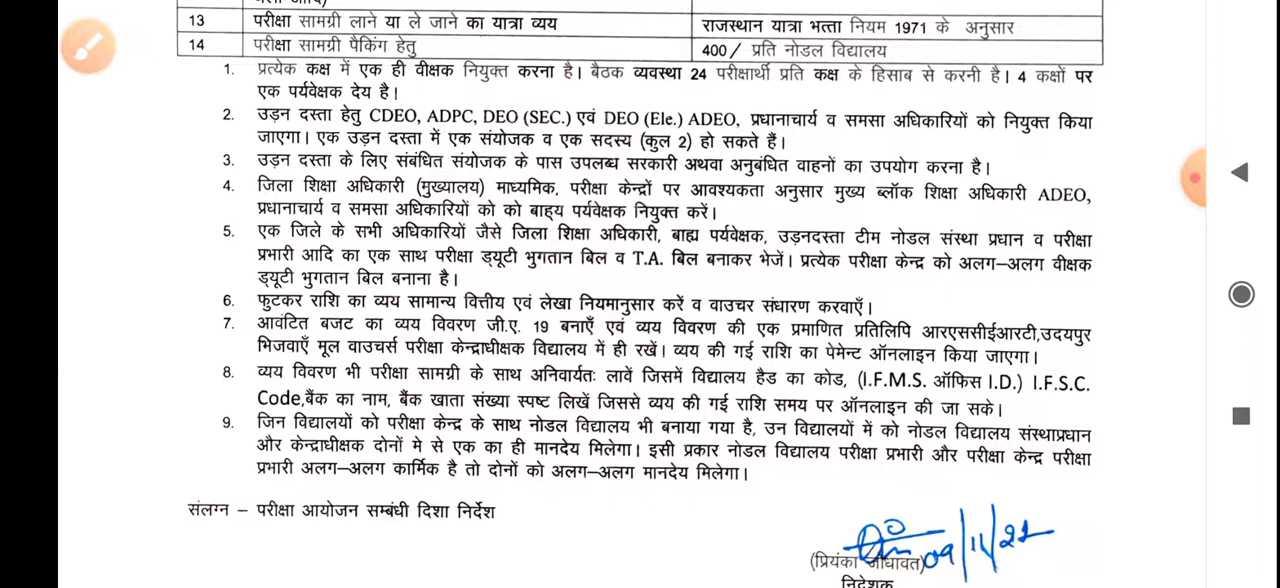 13 परीक्षा सामग्री लाने या ले जाने का यात्रा व्यय राजस्थान यात्रा भत्ता नियम 1971 के अनुसार
14 परीक्षा सामग्री पैकिंग हेतु 400/ प्रति नोडल विद्यालय
1. प्रत्येक कक्ष में एक ही वीक्षक नियुक्त करना है। बैठक व्यवस्था 24 परीक्षार्थी प्रति कक्ष के हिसाब से करनी है। 4 कक्षों पर
एक पर्यवेक्षक देय है।
2. उड़न दस्ता हेतु CDEO, ADPC, DEO (SEC.) एवं DEO (Ele.) ADEO, प्रधानाचार्य व समसा अधिकारियों को नियुक्त किया
जाएगा। एक उड़न दस्ता में एक संयोजक व एक सदस्य (कुल 2) हो सकते हैं।
3. उड़न दस्ता के लिए संबंधित संयोजक के पास उपलब्ध सरकारी अथवा अनुबंधित वाहनों का उपयोग करना है।
4. जिला शिक्षा अधिकारी (मुख्यालय) माध्यमिक, परीक्षा केन्द्रों पर आवश्यकता अनुसार मुख्य ब्लॉक शिक्षा अधिकारी ADEO,
प्रधानाचार्य व समसा अधिकारियों को को बाह्य पर्यवेक्षक नियुक्त करें।
5. एक जिले के सभी अधिकारियों जैसे जिला शिक्षा अधिकारी, बाह्य पर्यवेक्षक, उड़नदस्ता टीम नोडल संस्था प्रधान व परीक्षा
प्रभारी आदि का एक साथ परीक्षा ड्यूटी भुगतान बिल व T.A. बिल बनाकर भेजें। प्रत्येक परीक्षा केन्द्र को अलग–अलग वीक्षक
ड्यूटी भुगतान बिल बनाना है।
6. फुटकर राशि का व्यय सामान्य वित्तीय एवं लेखा नियमानुसार करें व वाउचर संधारण करवाएँ।
7. आवंटित बजट का व्यय विवरण जी.ए. 19 बनाएँ एवं व्यय विवरण की एक प्रमाणित प्रतिलिपि आरएससीईआरटी,उदयपुर
भिजवाएँ मूल वाउचर्स परीक्षा केन्द्राधीक्षक विद्यालय में ही रखें। व्यय की गई राशि का पेमेन्ट ऑनलाइन किया जाएगा।
8. व्यय विवरण भी परीक्षा सामग्री के साथ अनिवार्यतः लावें जिसमें विद्यालय हैड का कोड, (I.F.M.S. ऑफिस I.D.) I.F.S.C.
Code,बैंक का नाम, बैंक खाता संख्या स्पष्ट लिखें जिससे व्यय की गई राशि समय पर ऑनलाइन की जा सके।
9. जिन विद्यालयों को परीक्षा केन्द्र के साथ नोडल विद्यालय भी बनाया गया है, उन विद्यालयों में को नोडल विद्यालय संस्थाप्रधान
और केन्द्राधीक्षक दोनों मे से एक का ही मानदेय मिलेगा। इसी प्रकार नोडल विद्यालय परीक्षा प्रभारी और परीक्षा केन्द्र परीक्षा
प्रभारी अलग–अलग कार्मिक है तो दोनों को अलग–अलग मानदेय मिलेगा।
संलग्न – परीक्षा आयोजन सम्बंधी दिशा निर्देश
09/11/22
(प्रियंका जोधावत)
निदेशक